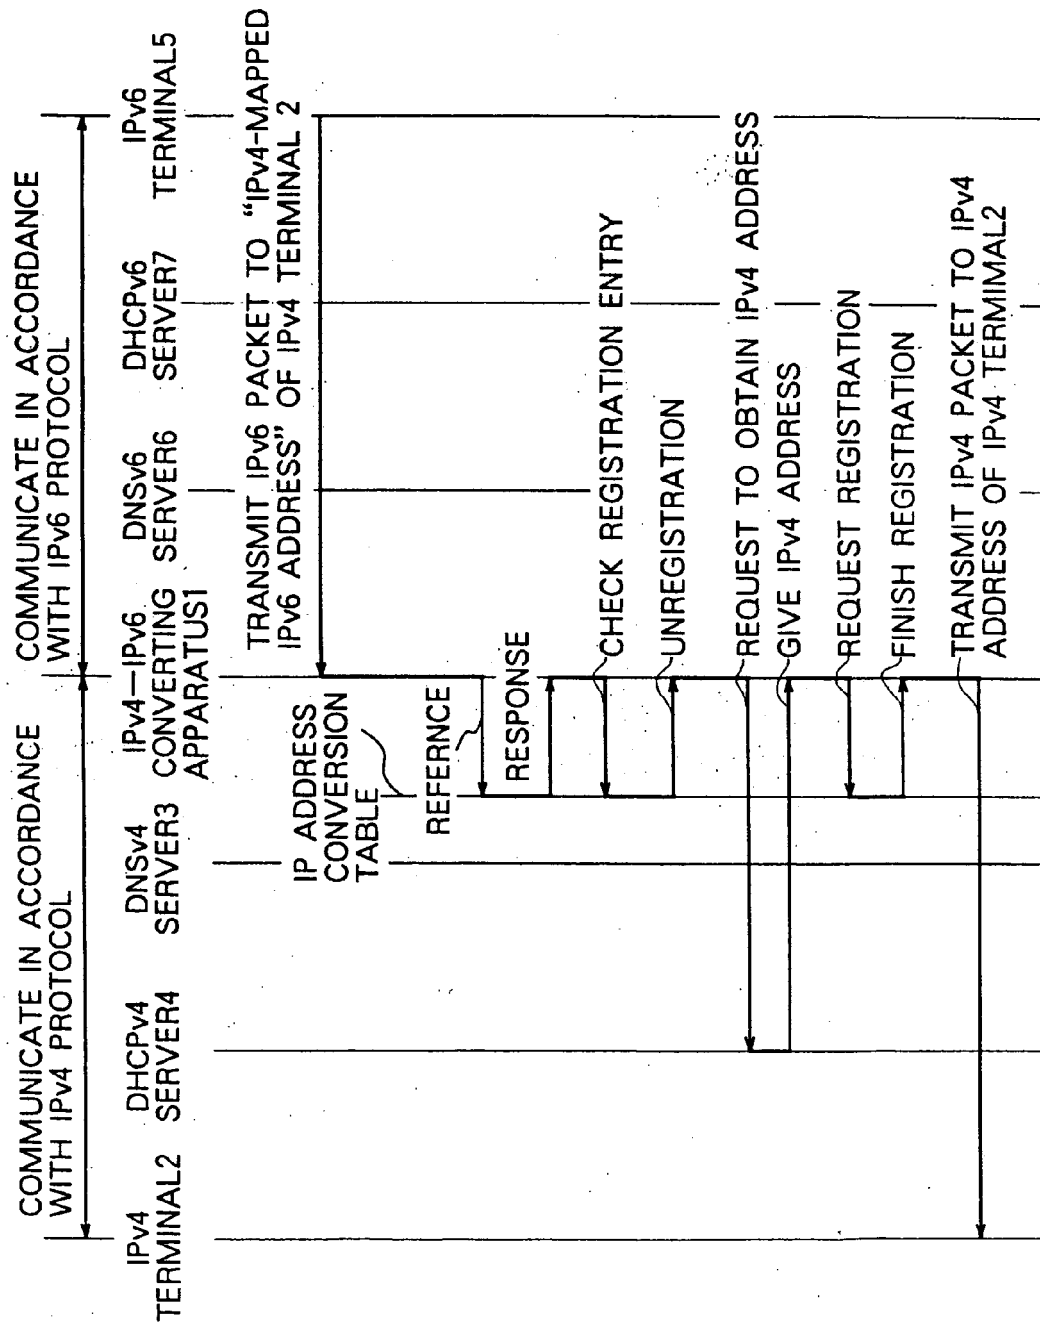 COMMUNICATE IN ACCORDANCE
WITH IPv4 PROTOCOL
COMMUNICATE IN ACCORDANCE
WITH IPv6 PROTOCOL
IPv4
TERMINAL2
DHCPv4
SERVER4
DNSv4
SERVER3
IPv4—IPv6
CONVERTING
APPARATUS1
DNSv6
SERVER6
DHCPv6
SERVER7
IPv6
TERMINAL5
TRANSMIT IPv6 PACKET TO "IPv4-MAPPED
IPv6 ADDRESS" OF IPv4 TERMINAL 2
IP ADDRESS
CONVERSION
TABLE
REFERNCE
RESPONSE
CHECK REGISTRATION ENTRY
UNREGISTRATION
REQUEST TO OBTAIN IPv4 ADDRESS
GIVE IPv4 ADDRESS
REQUEST REGISTRATION
FINISH REGISTRATION
TRANSMIT IPv4 PACKET TO IPv4
ADDRESS OF IPv4 TERMIMAL2